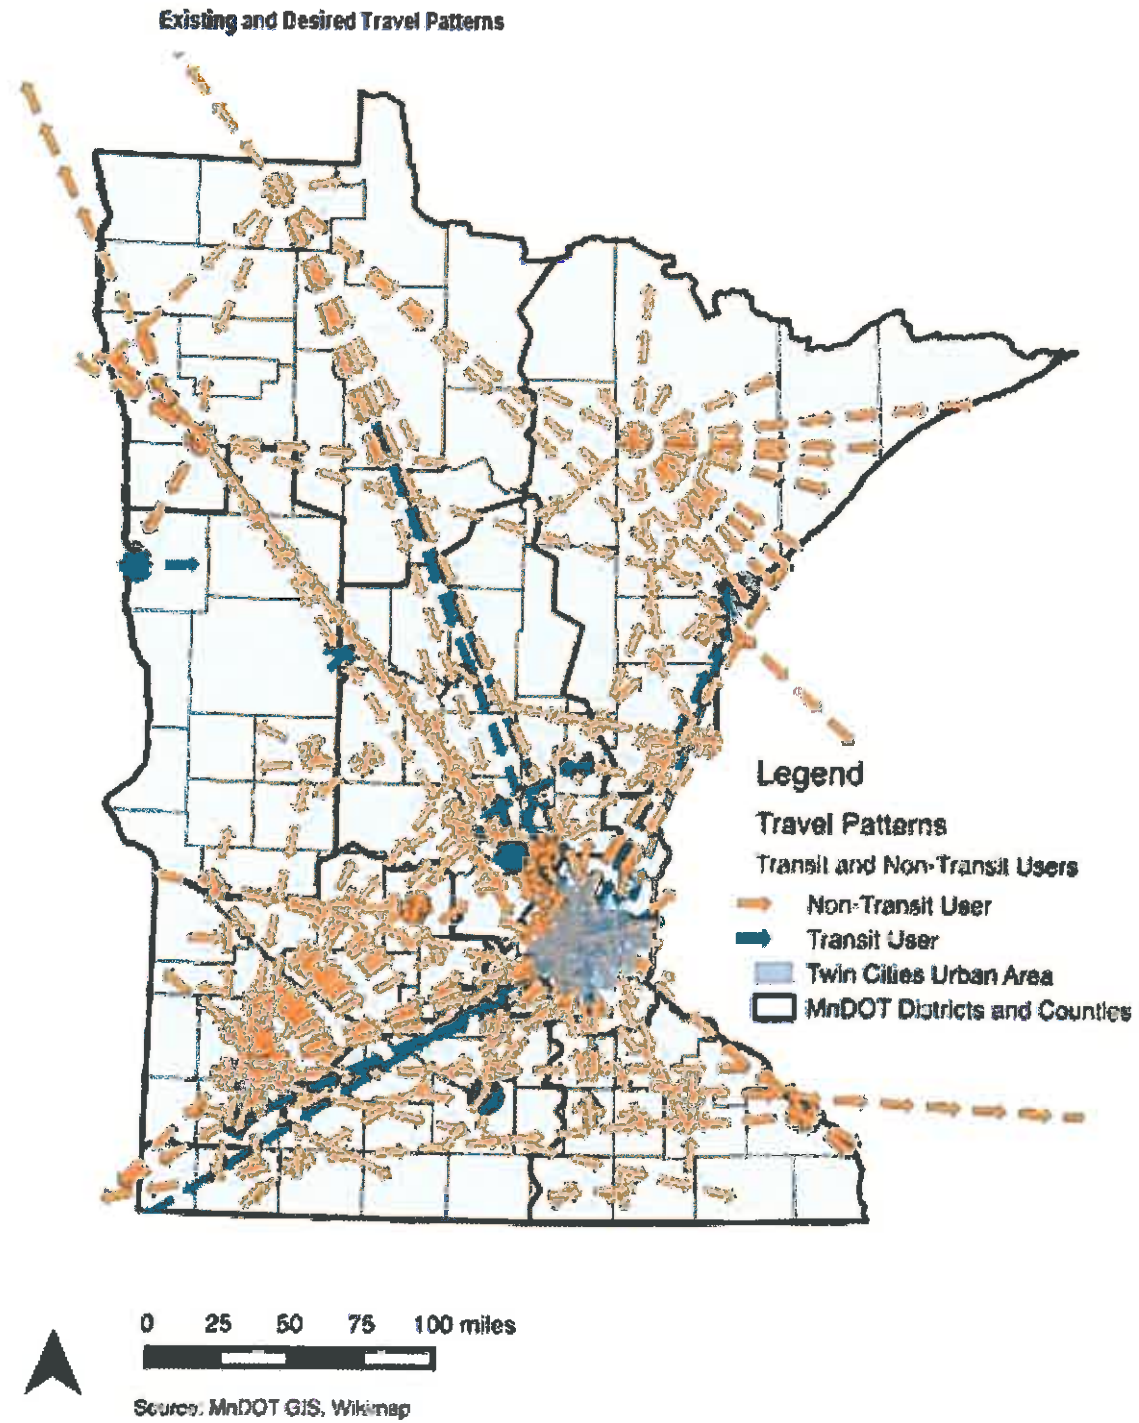 Existing and Desired Travel Patterns
Legend
Travel Patterns
Transit and Non-Transit Users
Non-Transit User
Transit User
Twin Cities Urban Area
MnDOT Districts and Counties
0 25 50 75 100 miles
Source: MnDOT GIS, Wikimap